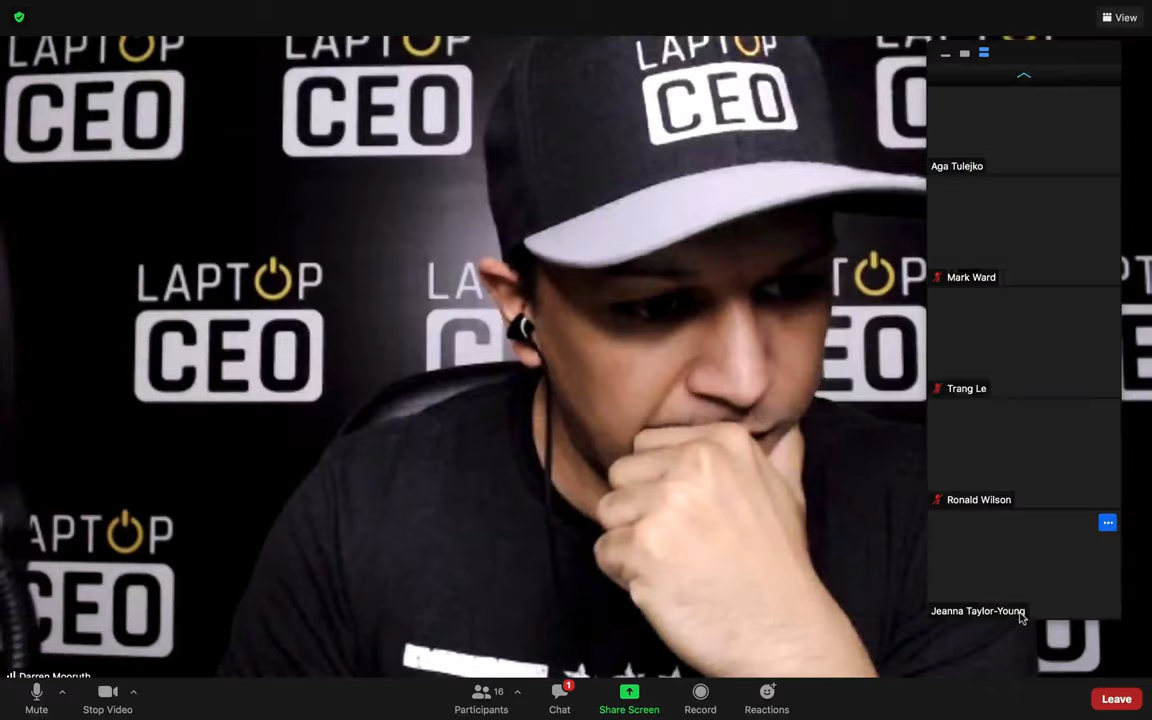 View
LAPTOP
CEO
LAPTOP
CEO
LAPTOP
CEO
LAPTOP
CEO
LAPTOP
CEO
Aga Tulejko
Mark Ward
Trang Le
Ronald Wilson
Jeanna Taylor-Young
Darren Mooruth
Mute
Stop Video
Participants
16
Chat
1
Share Screen
Record
Reactions
Leave